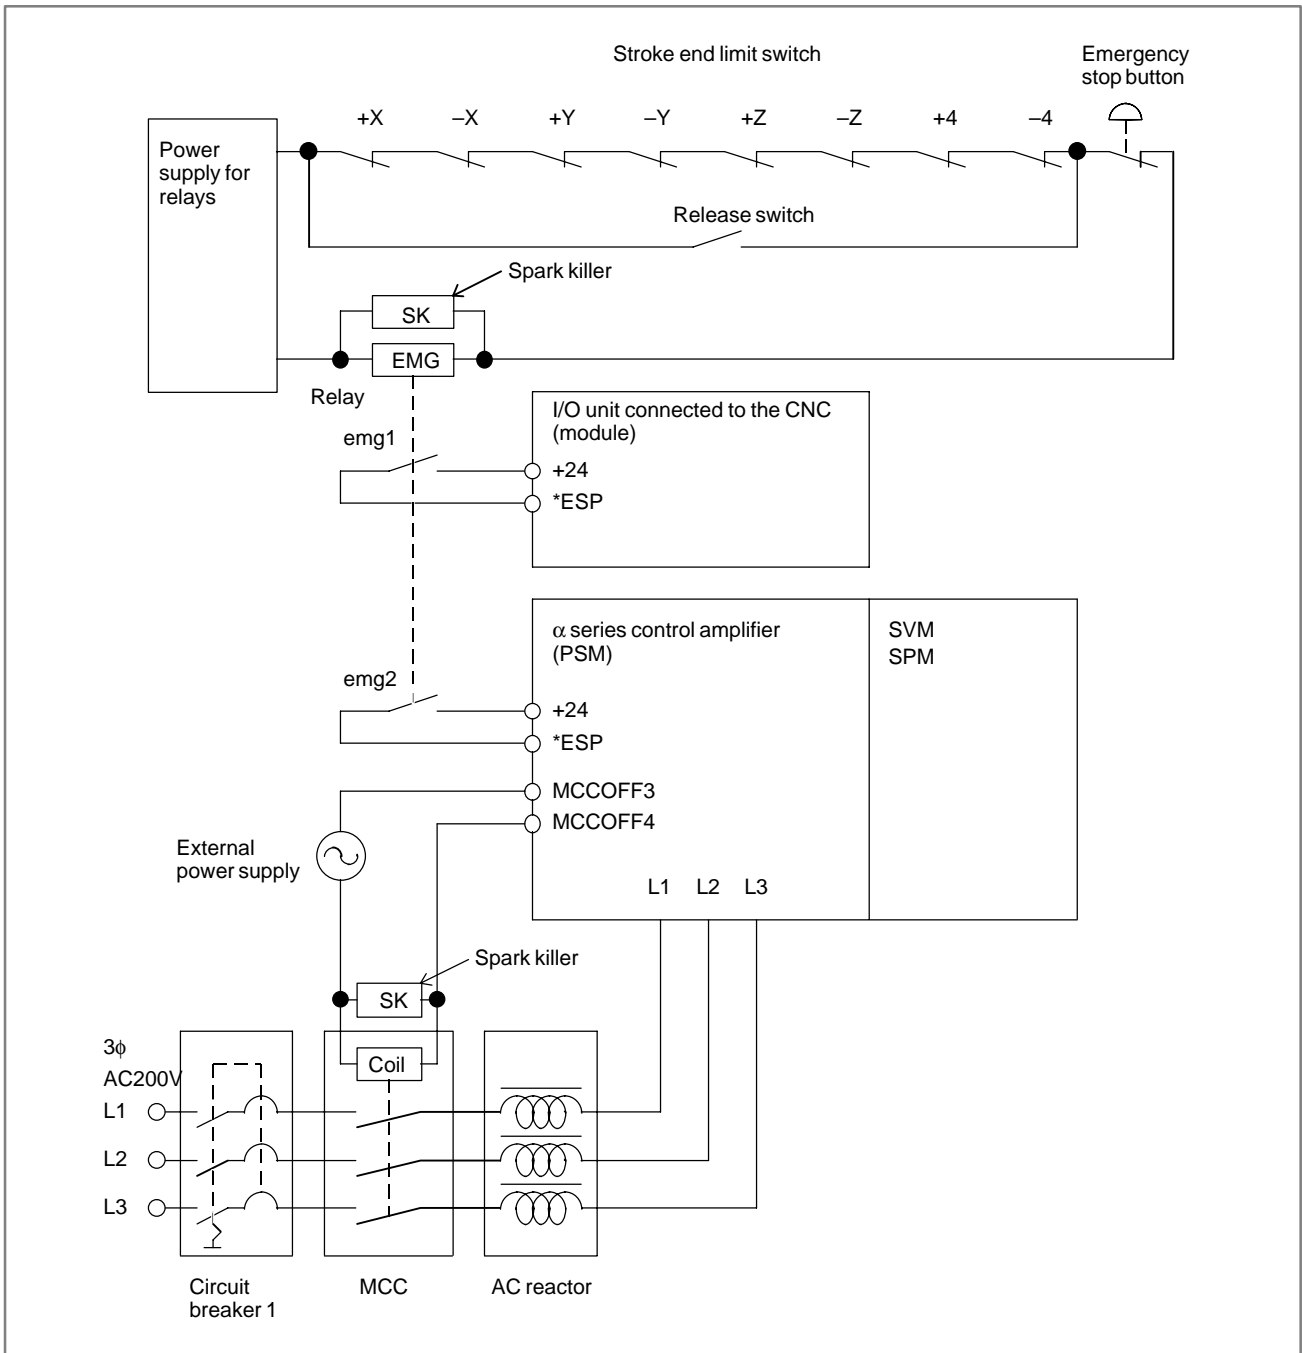 Stroke end limit switch
Emergency
stop button
+X –X +Y –Y +Z –Z +4 –4
Power
supply for
relays
Release switch
Spark killer
SK
EMG
Relay
I/O unit connected to the CNC
(module)
emg1
+24
*ESP
α series control amplifier
(PSM)
SVM
SPM
emg2
+24
*ESP
MCCOFF3
MCCOFF4
External
power supply
L1 L2 L3
Spark killer
SK
3ϕ
AC200V
Coil
L1
L2
L3
Circuit
breaker 1
MCC
AC reactor